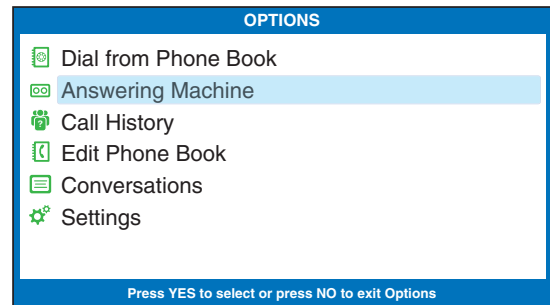 OPTIONS
Dial from Phone Book
Answering Machine
Call History
Edit Phone Book
Conversations
Settings
Press YES to select or press NO to exit Options